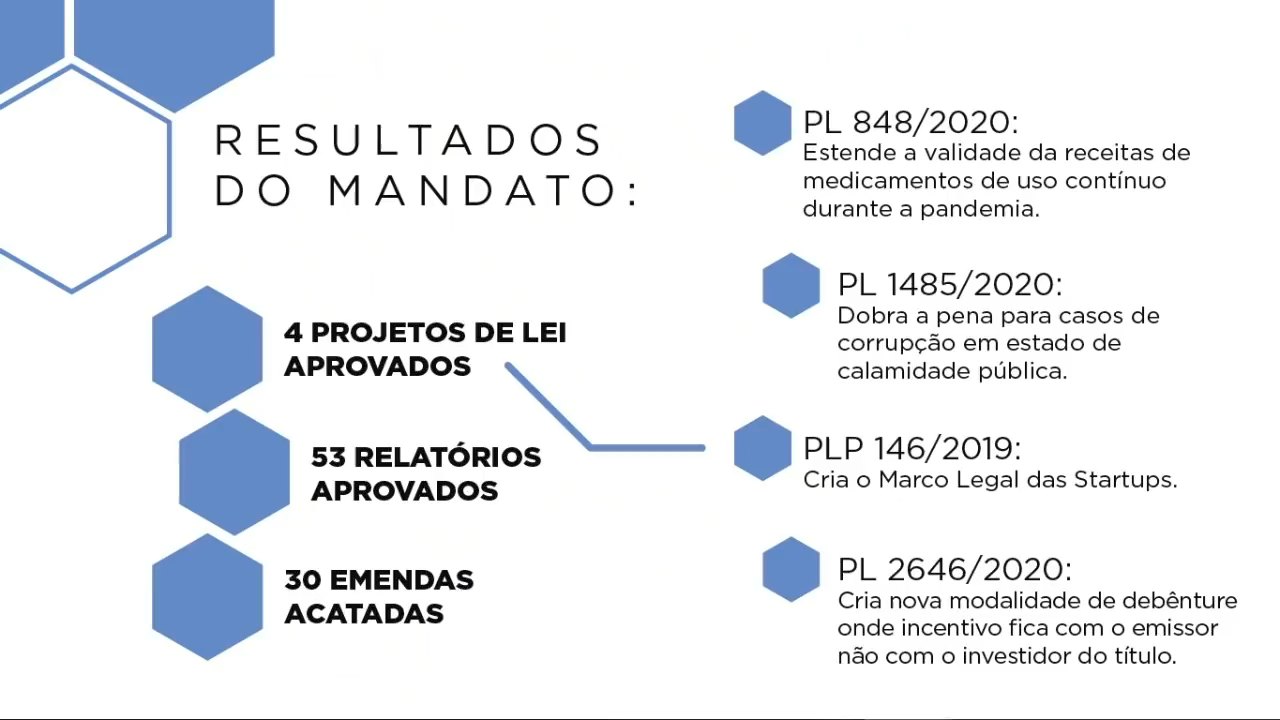 RESULTADOS
DO MANDATO:
4 PROJETOS DE LEI
APROVADOS
53 RELATÓRIOS
APROVADOS
30 EMENDAS
ACATADAS
PL 848/2020:
Estende a validade da receitas de
medicamentos de uso contínuo
durante a pandemia.
PL 1485/2020:
Dobra a pena para casos de
corrupção em estado de
calamidade pública.
PLP 146/2019:
Cria o Marco Legal das Startups.
PL 2646/2020:
Cria nova modalidade de debênture
onde incentivo fica com o emissor
não com o investidor do título.